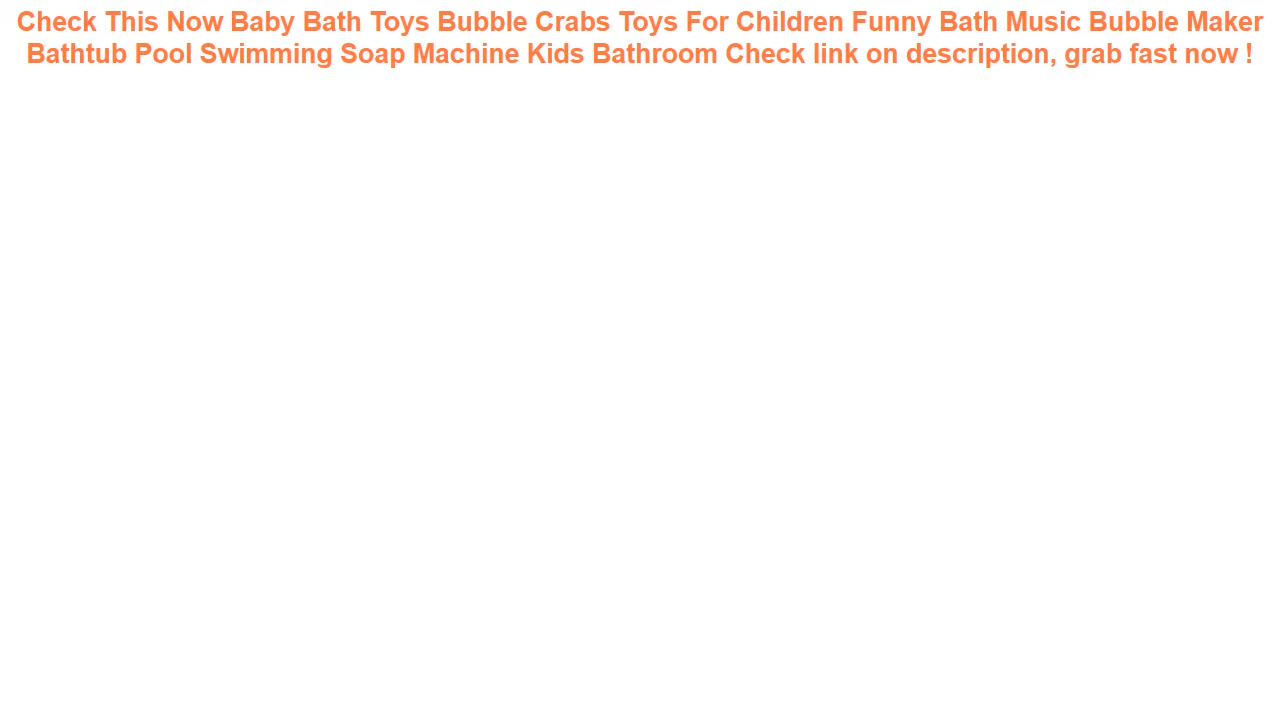 Check This Now Baby Bath Toys Bubble Crabs Toys For Children Funny Bath Music Bubble Maker
Bathtub Pool Swimming Soap Machine Kids Bathroom Check link on description, grab fast now !